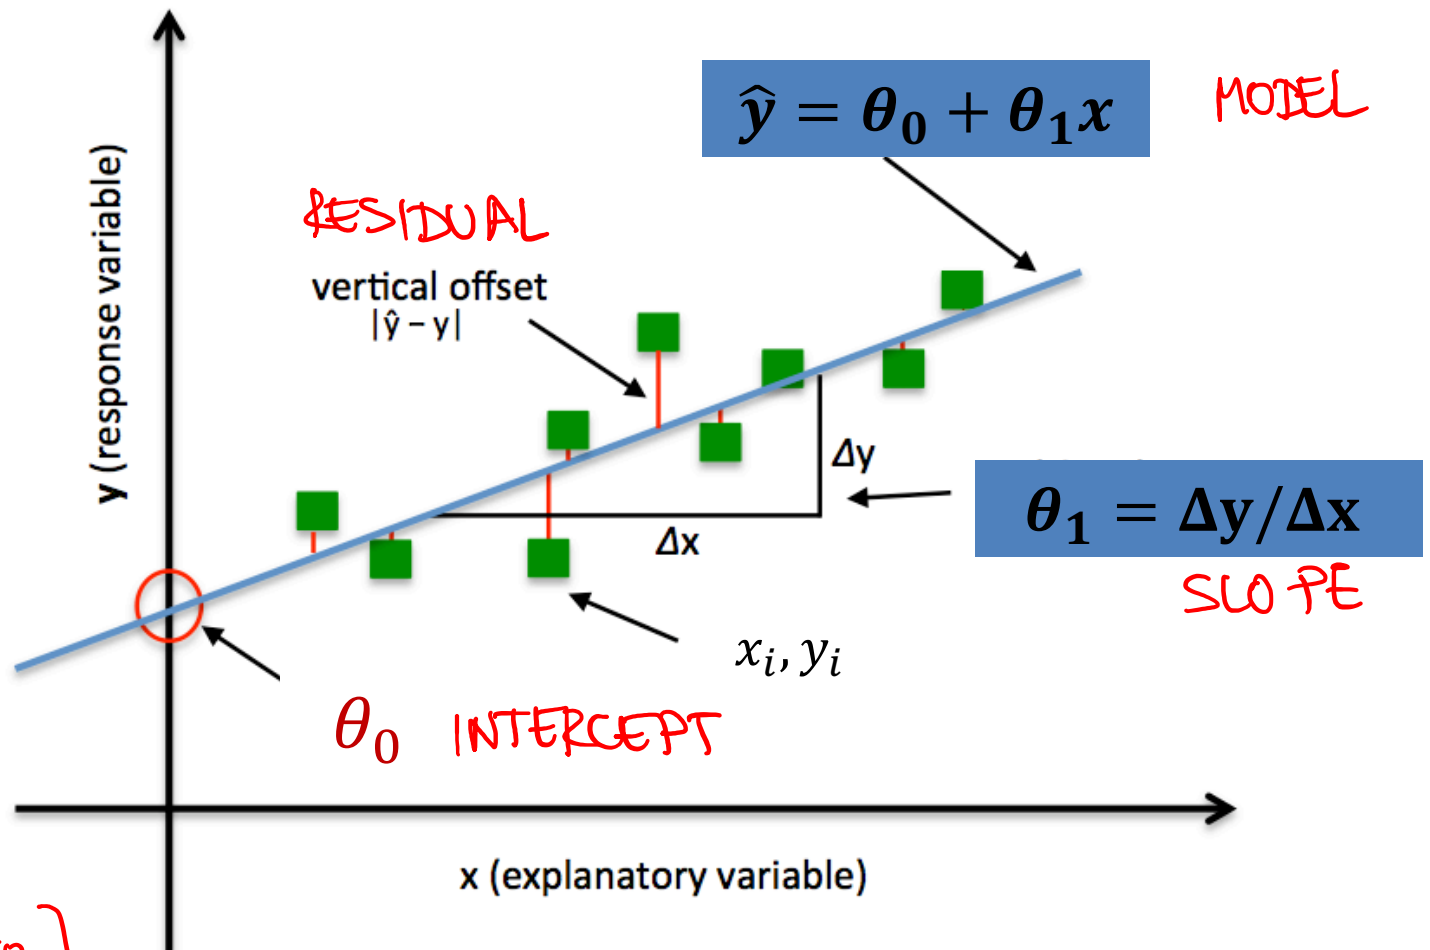 ŷ = θ₀ + θ₁x
MODEL
RESIDUAL
vertical offset
|ŷ – y|
y (response variable)
Δy
θ₁ = Δy/Δx
Δx
SLOPE
xᵢ, yᵢ
θ₀ INTERCEPT
x (explanatory variable)